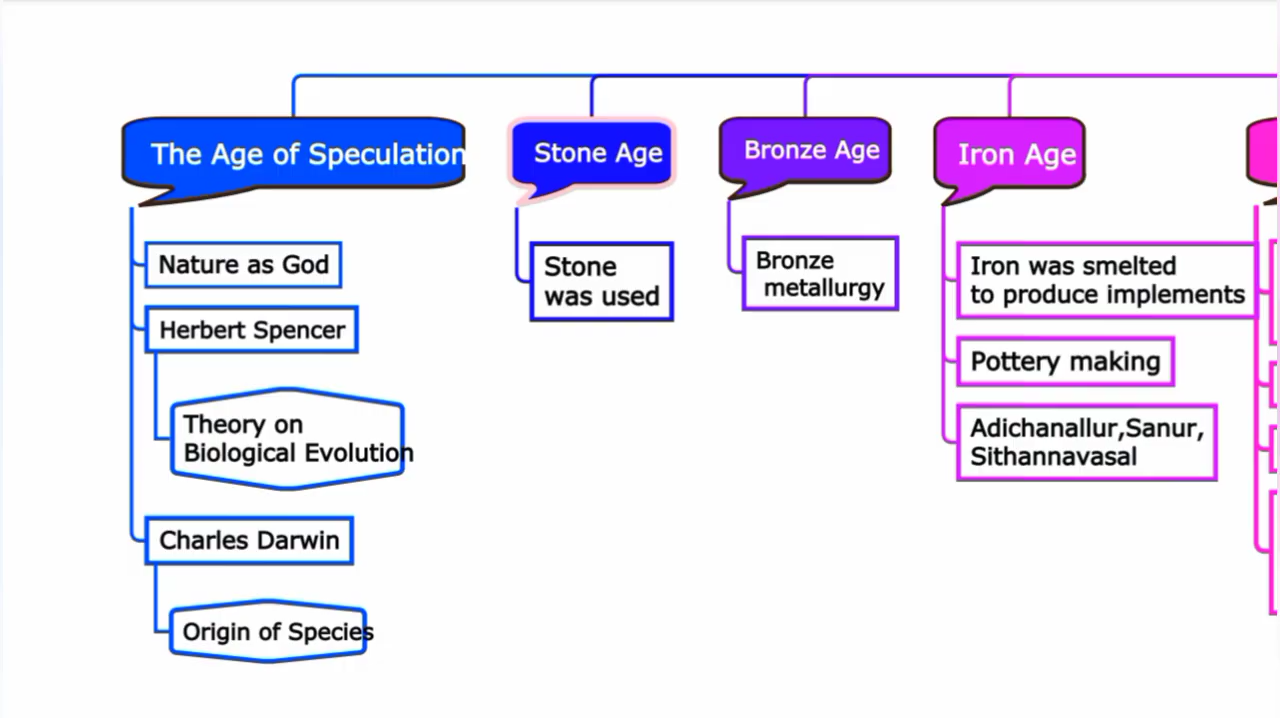 The Age of Speculation
Nature as God
Herbert Spencer
Theory on
Biological Evolution
Charles Darwin
Origin of Species
Stone Age
Stone
was used
Bronze Age
Bronze
metallurgy
Iron Age
Iron was smelted
to produce implements
Pottery making
Adichanallur,Sanur,
Sithannavasal